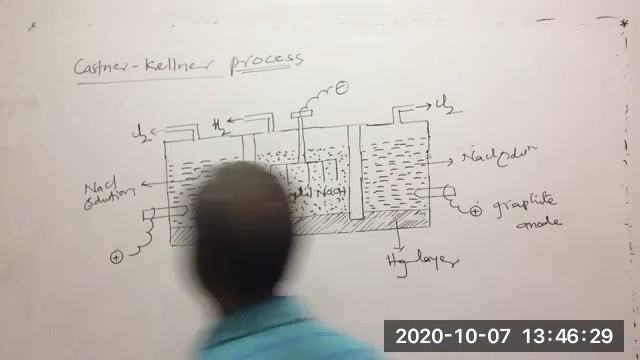 Castner-Kellner process
Cl2
H2
⊖
Cl2
NaCl
solution
dil NaOH
NaCl soln
⊕
⊕ graphite
anode
Hg-layer
2020-10-07 13:46:29